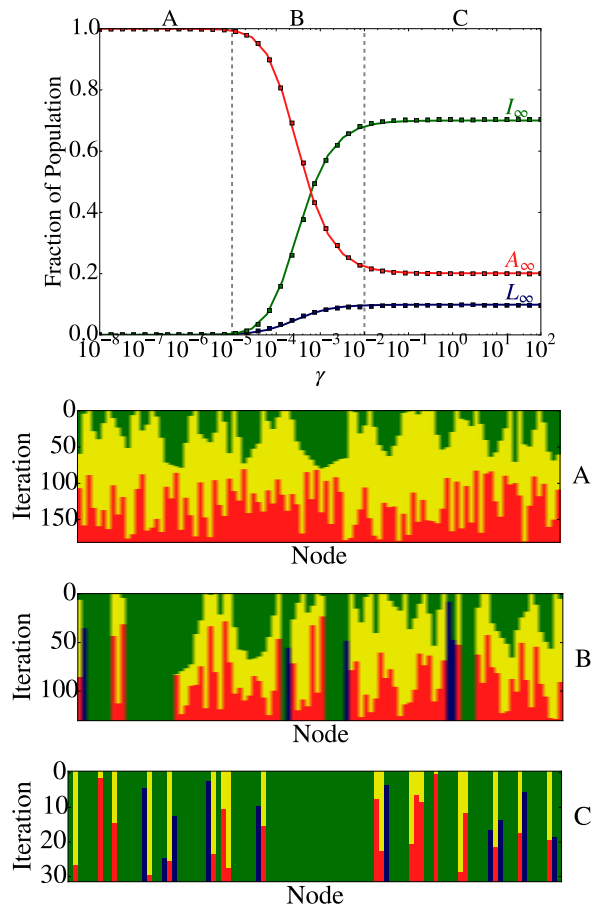 A B C
1.0
0.8
0.6
0.4
0.2
0.0
Fraction of Population
I∞
A∞
L∞
10⁻⁸ 10⁻⁷ 10⁻⁶ 10⁻⁵ 10⁻⁴ 10⁻³ 10⁻² 10⁻¹ 10⁰ 10¹ 10²
γ
0
50
100
150
Iteration
A
Node
0
50
100
Iteration
B
Node
0
10
20
30
Iteration
C
Node